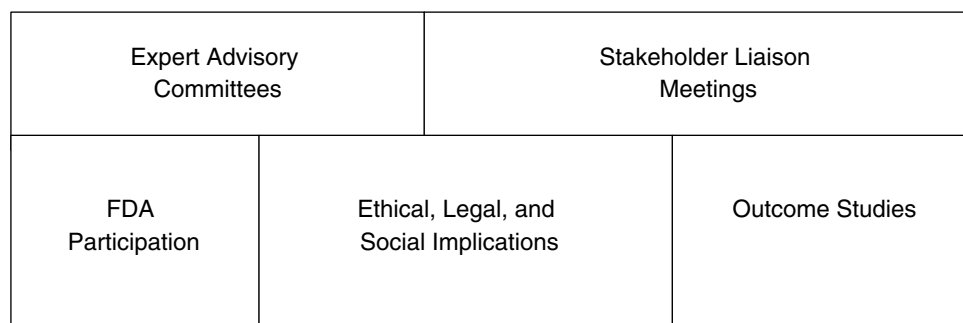 Expert Advisory
Committees
Stakeholder Liaison
Meetings
FDA
Participation
Ethical, Legal, and
Social Implications
Outcome Studies